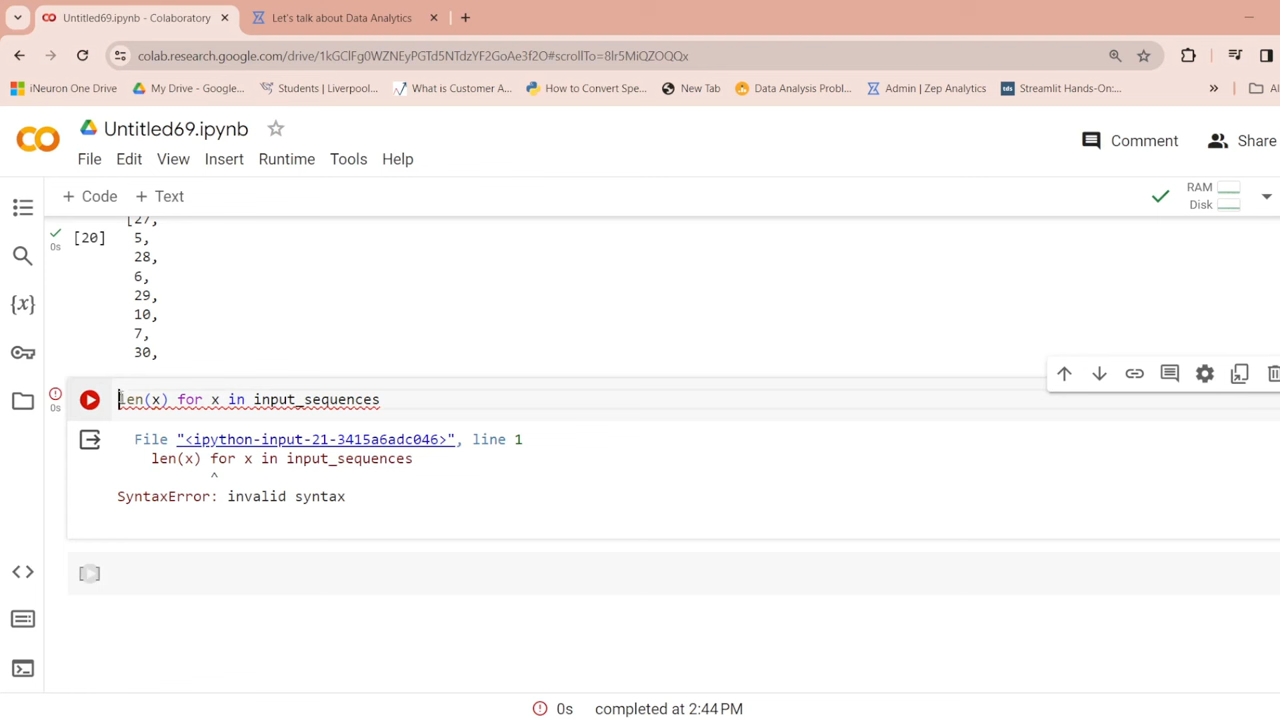 Untitled69.ipynb - Colaboratory
Let's talk about Data Analytics
colab.research.google.com/drive/1kGClFg0WZNEyPGTd5NTdzYF2GoAe3f2O#scrollTo=8lr5MiQZOQQx
iNeuron One Drive
My Drive - Google...
Students | Liverpool...
What is Customer A...
How to Convert Spe...
New Tab
Data Analysis Probl...
Admin | Zep Analytics
tds
Streamlit Hands-On:...
CO
Untitled69.ipynb
Comment
Share
File Edit View Insert Runtime Tools Help
+ Code + Text
RAM
Disk
[27,
0s
[20]
5,
28,
6,
29,
10,
7,
30,
0s
len(x) for x in input_sequences
File "<ipython-input-21-3415a6adc046>", line 1
len(x) for x in input_sequences
^
SyntaxError: invalid syntax
[ ]
{x}
0s completed at 2:44 PM